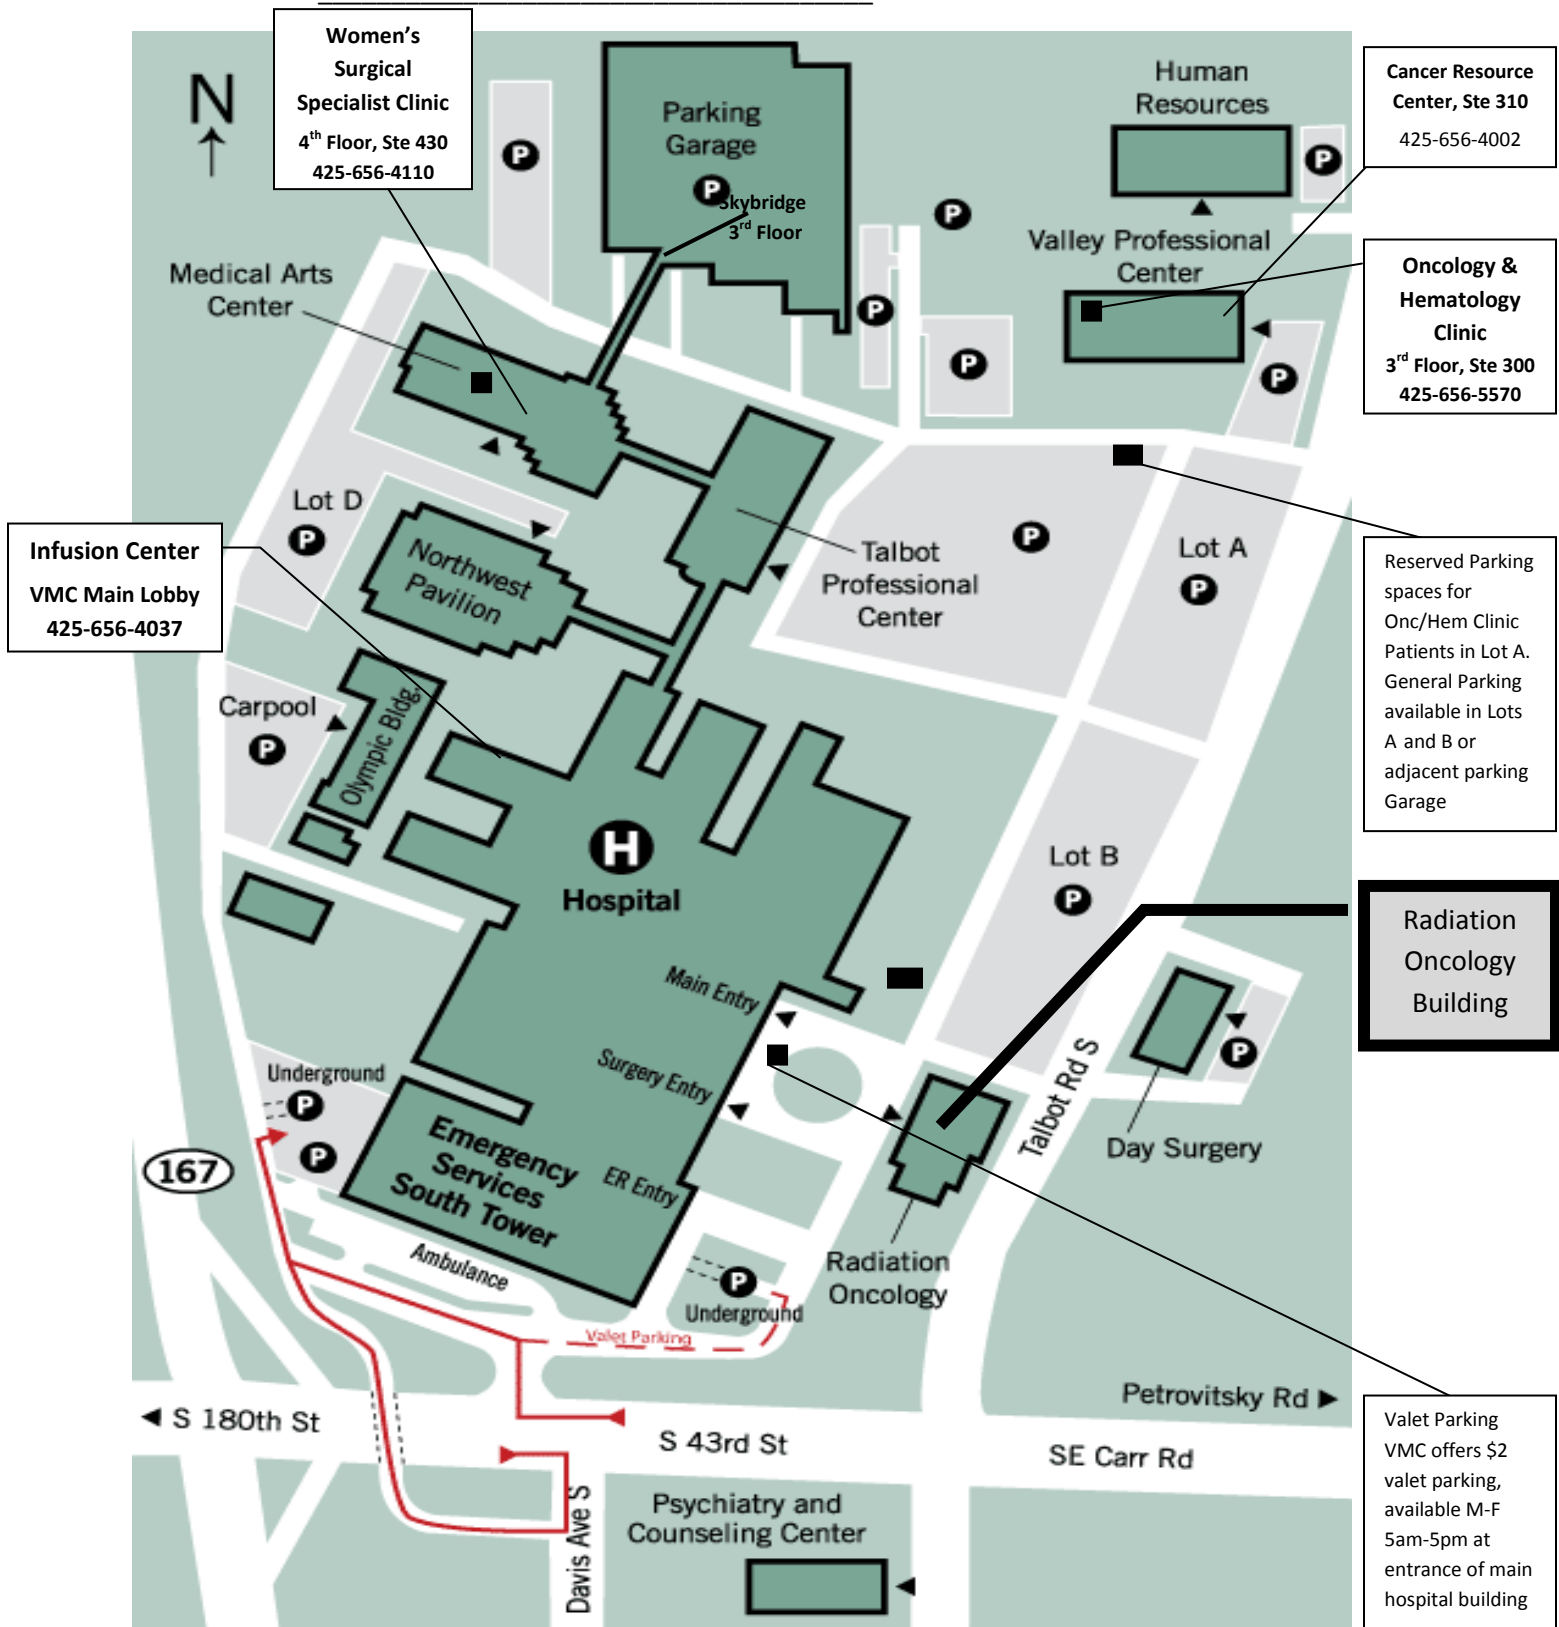 Women's
Surgical
Specialist Clinic
4th Floor, Ste 430
425-656-4110
N
P
Parking
Garage
P
Skybridge
3rd Floor
Human
Resources
P
Cancer Resource
Center, Ste 310
425-656-4002
P
Valley Professional
Center
Oncology &
Hematology
Clinic
3rd Floor, Ste 300
425-656-5570
Medical Arts
Center
P
P
P
Lot D
P
Northwest
Pavilion
Talbot
Professional
Center
P
Lot A
P
Infusion Center
VMC Main Lobby
425-656-4037
Reserved Parking
spaces for
Onc/Hem Clinic
Patients in Lot A.
General Parking
available in Lots
A and B or
adjacent parking
Garage
Carpool
P
Olympic Bldg.
H
Hospital
Lot B
P
Radiation
Oncology
Building
Main Entry
Surgery Entry
ER Entry
Underground
P
P
Emergency
Services
South Tower
Talbot Rd S
P
Day Surgery
167
Ambulance
P
Underground
Radiation
Oncology
Valet Parking
Petrovitsky Rd
S 180th St
S 43rd St
SE Carr Rd
Davis Ave S
Psychiatry and
Counseling Center
Valet Parking
VMC offers $2
valet parking,
available M-F
5am-5pm at
entrance of main
hospital building